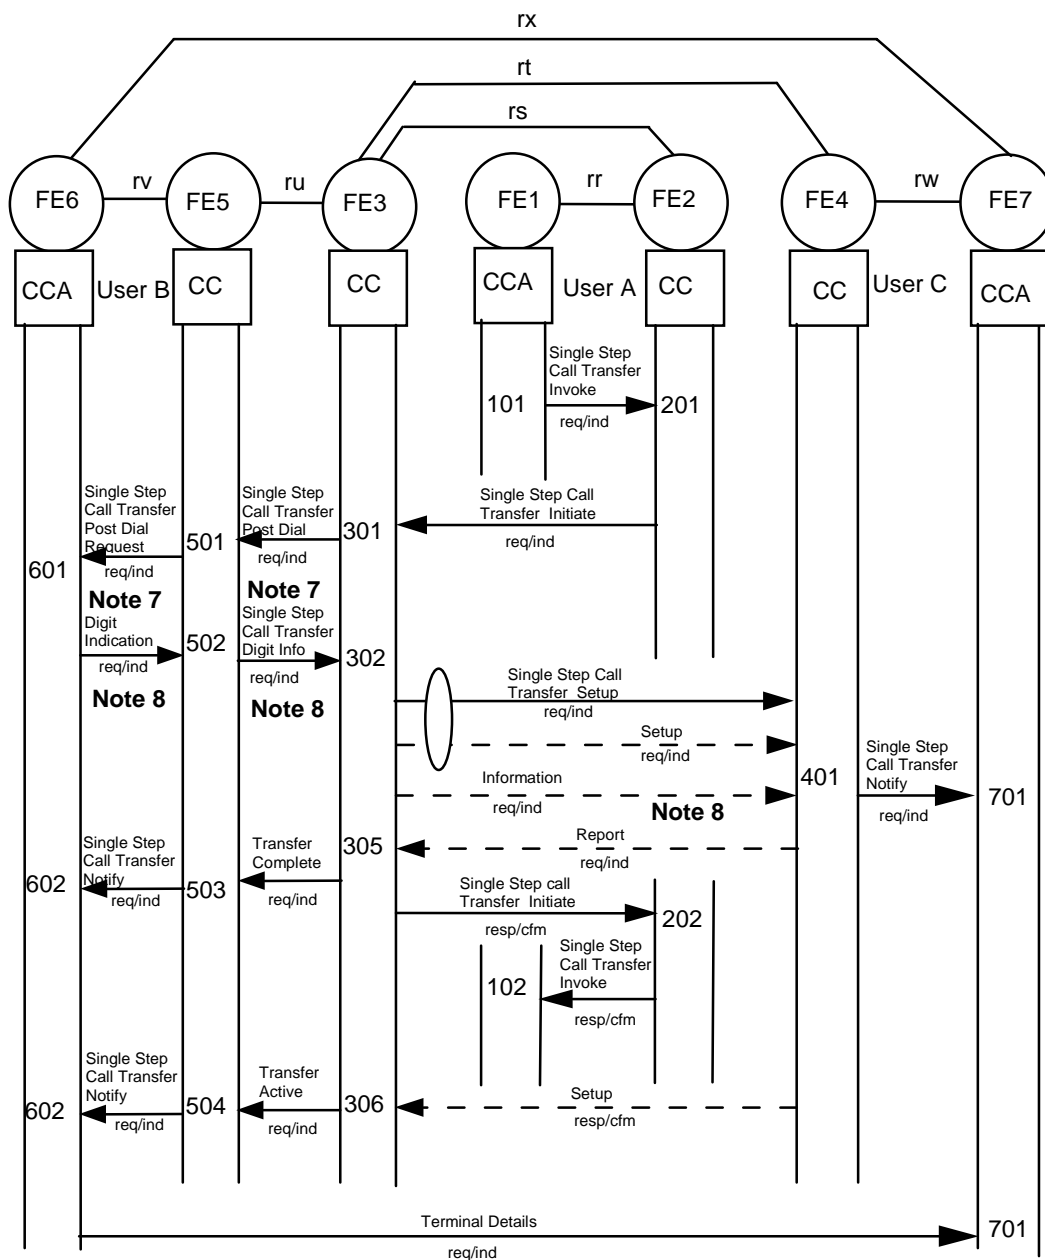 rx
rt
rs
rv
ru
rr
rw
FE6
FE5
FE3
FE1
FE2
FE4
FE7
CCA
User B
CC
CC
CCA
User A
CC
CC
User C
CCA
Single Step
Call Transfer
Invoke
req/ind
101
201
Single Step Call
Transfer Initiate
req/ind
301
Single Step
Call Transfer
Post Dial
req/ind
Note 7
501
Single Step
Call Transfer
Post Dial
Request
req/ind
Note 7
601
Digit
Indication
req/ind
Note 8
502
Single Step
Call Transfer
Digit Info
req/ind
Note 8
302
Single Step Call
Transfer Setup
req/ind
Setup
req/ind
Information
req/ind
Note 8
401
Single Step
Call Transfer
Notify
req/ind
701
Report
req/ind
305
Transfer
Complete
req/ind
503
Single Step
Call Transfer
Notify
req/ind
602
Single Step call
Transfer Initiate
resp/cfm
202
Single Step
Call Transfer
Invoke
resp/cfm
102
Setup
resp/cfm
306
Transfer
Active
req/ind
504
Single Step
Call Transfer
Notify
req/ind
602
Terminal Details
req/ind
701